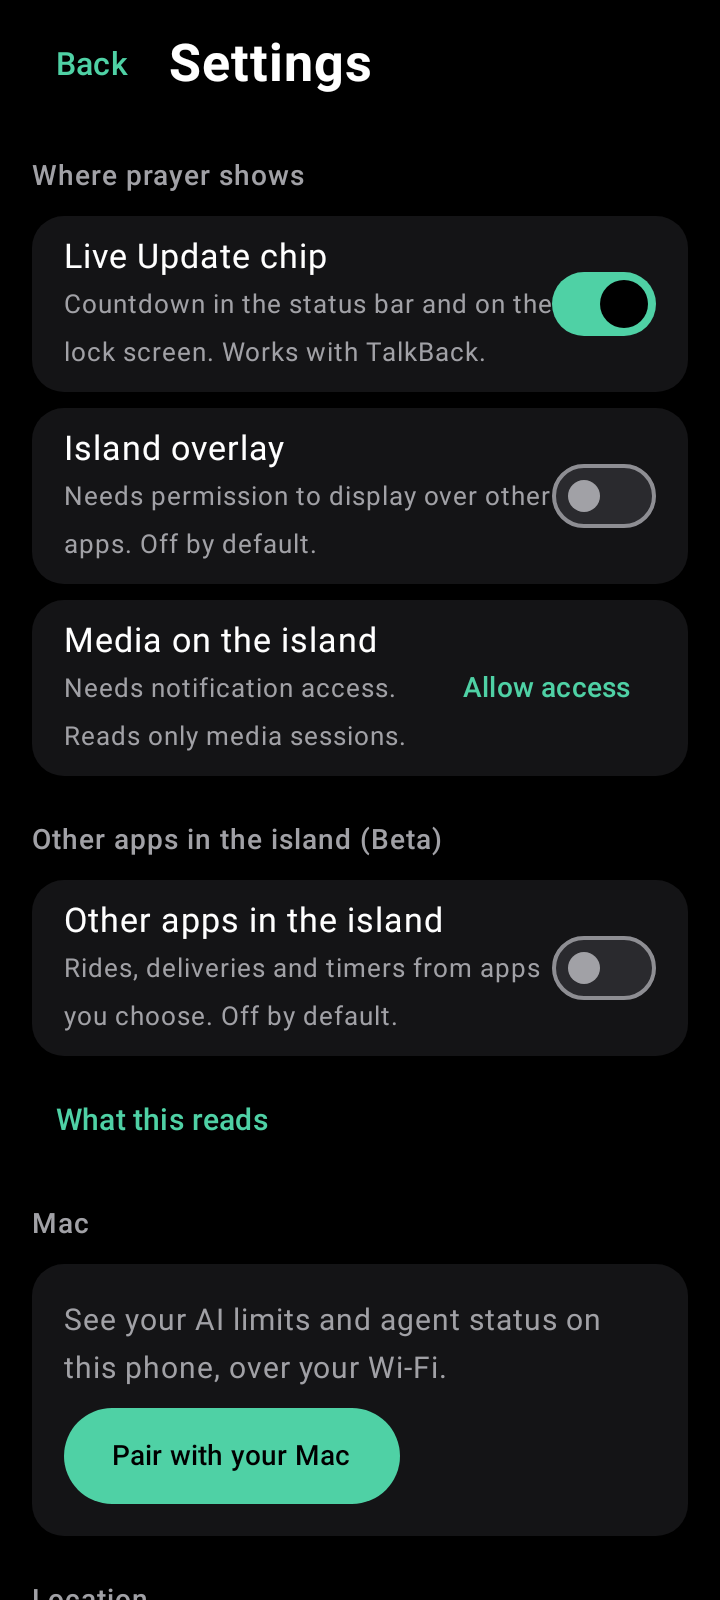 Back Settings
Where prayer shows
Live Update chip
Countdown in the status bar and on the
lock screen. Works with TalkBack.
Island overlay
Needs permission to display over other
apps. Off by default.
Media on the island
Needs notification access.
Reads only media sessions.
Allow access
Other apps in the island (Beta)
Other apps in the island
Rides, deliveries and timers from apps
you choose. Off by default.
What this reads
Mac
See your AI limits and agent status on
this phone, over your Wi-Fi.
Pair with your Mac
Location